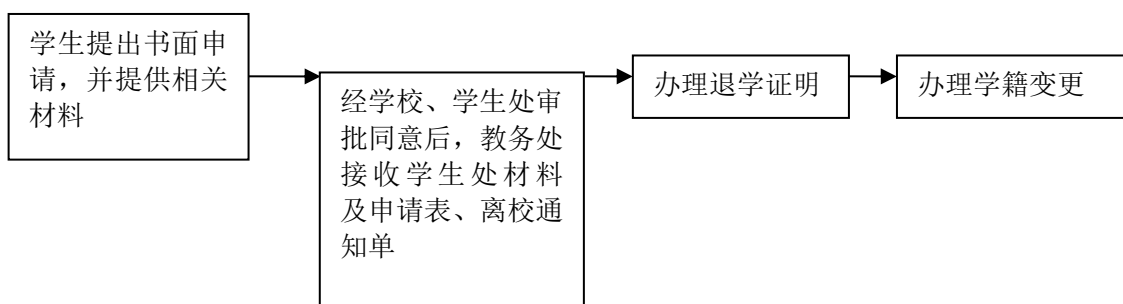 学生提出书面申
请，并提供相关
材料
经学校、学生处审
批同意后，教务处
接收学生处材料
及申请表、离校通
知单
办理退学证明
办理学籍变更